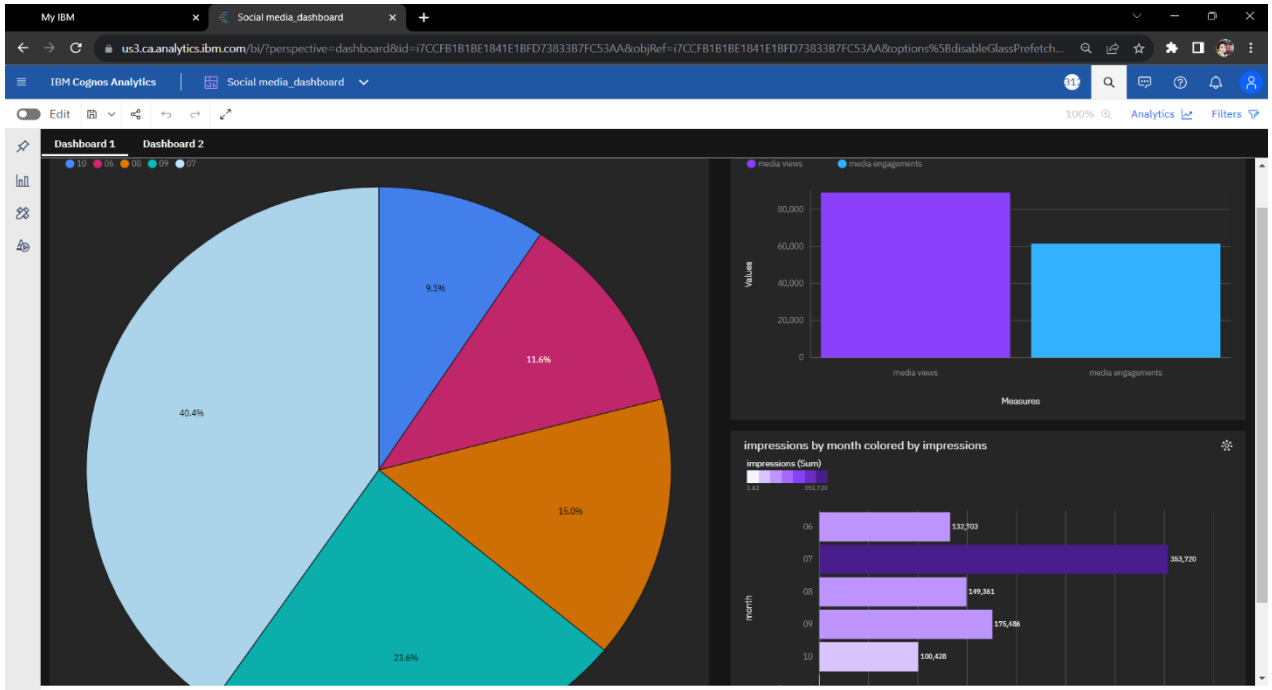 My IBM
Social media_dashboard
us3.ca.analytics.ibm.com/bi/?perspective=dashboard&id=i7CCFB1B1BE1841E1BFD73833B7FC53AA&objRef=i7CCFB1B1BE1841E1BFD73833B7FC53AA&options%5BdisableGlassPrefetch...
IBM Cognos Analytics
Social media_dashboard
Edit
100%
Analytics
Filters
Dashboard 1
Dashboard 2
10 06 08 09 07
9.3%
11.6%
40.4%
15.0%
23.6%
media views
media engagements
80,000
60,000
40,000
20,000
0
Values
media views
media engagements
Measures
impressions by month colored by impressions
impressions (Sum)
1.62
353,720
06
132,703
07
353,720
08
149,361
09
175,486
10
100,428
month